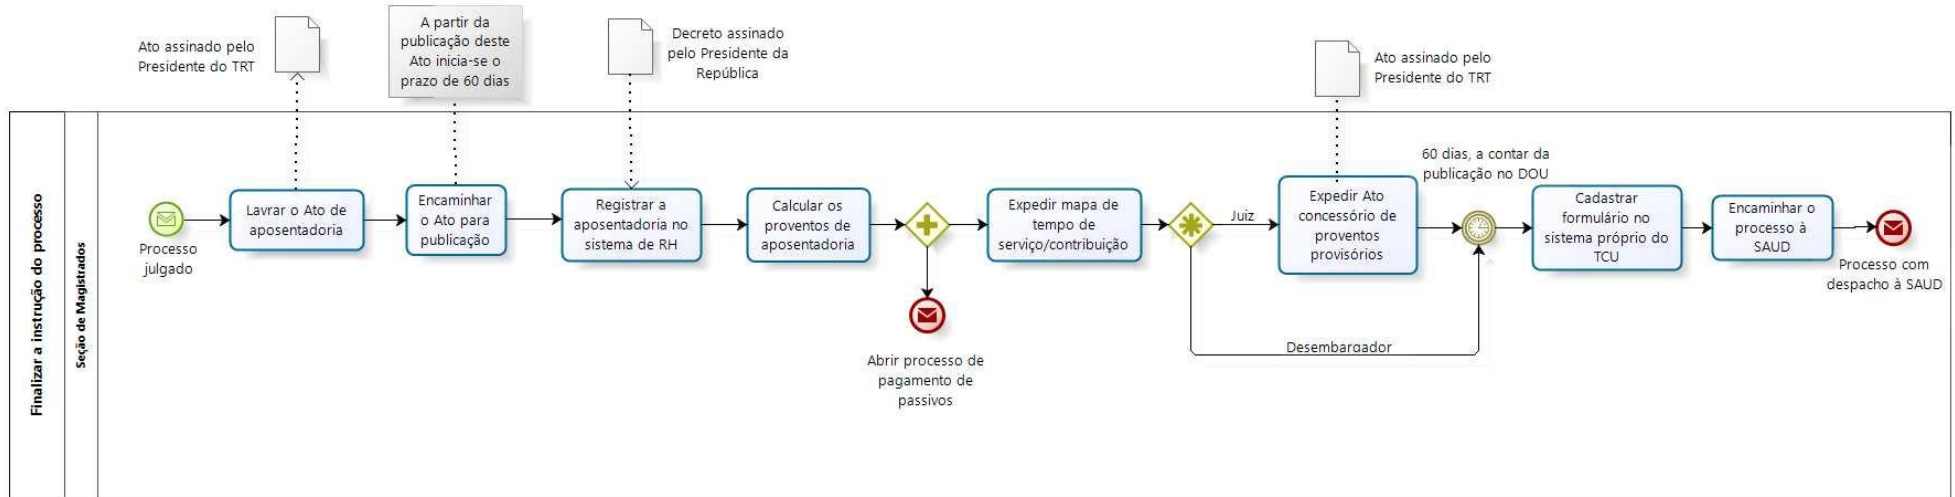 Finalizar a instrução do processo
Seção de Magistrados
Ato assinado pelo
Presidente do TRT
A partir da
publicação deste
Ato inicia-se o
prazo de 60 dias
Decreto assinado
pelo Presidente da
República
Ato assinado pelo
Presidente do TRT
Processo
julgado
Lavrar o Ato de
aposentadoria
Encaminhar
o Ato para
publicação
Registrar a
aposentadoria no
sistema de RH
Calcular os
proventos de
aposentadoria
Abrir processo de
pagamento de
passivos
Expedir mapa de
tempo de
serviço/contribuição
Juiz
Desembargador
Expedir Ato
concessório de
proventos
provisórios
60 dias, a contar da
publicação no DOU
Cadastrar
formulário no
sistema próprio do
TCU
Encaminhar o
processo à
SAUD
Processo com
despacho à SAUD